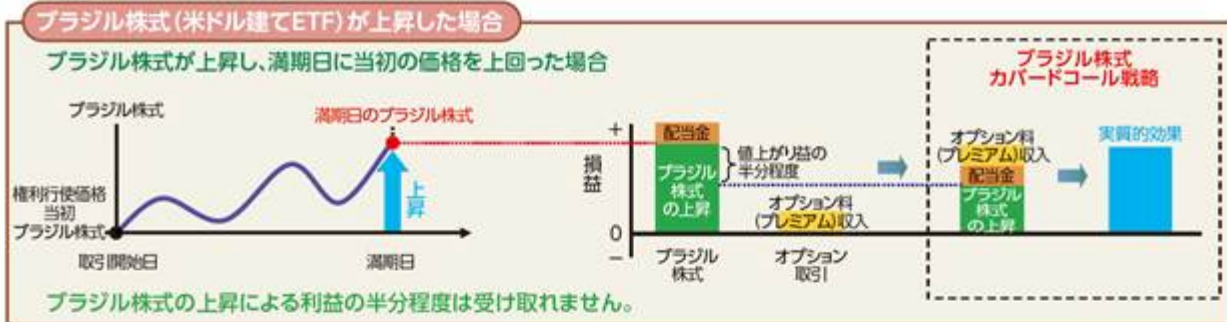 ブラジル株式(米ドル建てETF)が上昇した場合
ブラジル株式が上昇し、満期日に当初の価格を上回った場合
ブラジル株式
満期日のブラジル株式
権利行使価格
当初
ブラジル株式
上昇
取引開始日
満期日
損益
+
0
−
配当金
ブラジル
株式
の上昇
値上がり益の
半分程度
オプション料
(プレミアム)収入
ブラジル
株式
オプション
取引
ブラジル株式
カバードコール戦略
オプション料
(プレミアム)収入
配当金
ブラジル
株式
の上昇
実質的効果
ブラジル株式の上昇による利益の半分程度は受け取れません。